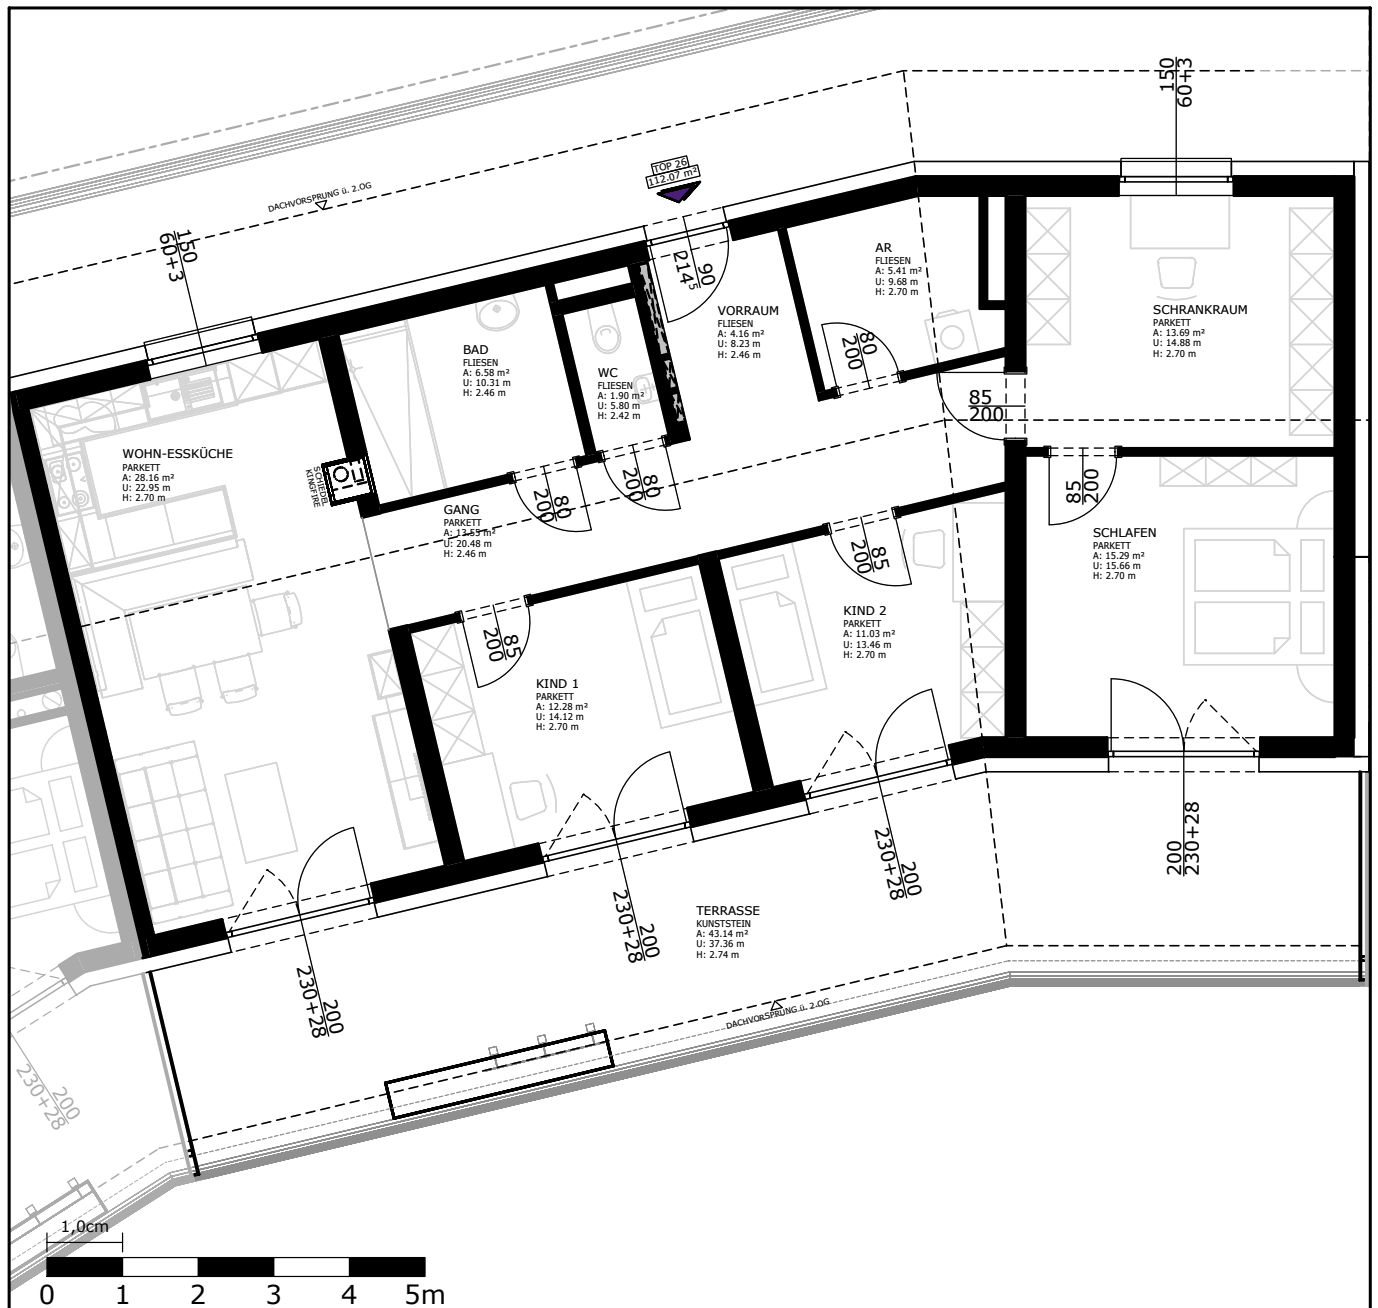 150
60+3
TOP 26
112.07 m²
DACHVORSPRUNG ü. 2.OG
150
60+3
90
214⁵
AR
FLIESEN
A: 5.41 m²
U: 9.68 m
H: 2.70 m
VORRAUM
FLIESEN
A: 4.16 m²
U: 8.23 m
H: 2.46 m
SCHRANKRAUM
PARKETT
A: 13.69 m²
U: 14.88 m
H: 2.70 m
BAD
FLIESEN
A: 6.58 m²
U: 10.31 m
H: 2.46 m
WC
FLIESEN
A: 1.90 m²
U: 5.80 m
H: 2.42 m
80
200
85
200
WOHN-ESSKÜCHE
PARKETT
A: 28.16 m²
U: 22.95 m
H: 2.70 m
SCHIEDEL
KINGFIRE
GANG
PARKETT
A: 13.55 m²
U: 20.48 m
H: 2.46 m
80
200
80
200
85
200
85
200
SCHLAFEN
PARKETT
A: 15.29 m²
U: 15.66 m
H: 2.70 m
KIND 2
PARKETT
A: 11.03 m²
U: 13.46 m
H: 2.70 m
85
200
KIND 1
PARKETT
A: 12.28 m²
U: 14.12 m
H: 2.70 m
200
230+28
200
230+28
200
230+28
200
230+28
TERRASSE
KUNSTSTEIN
A: 43.14 m²
U: 37.36 m
H: 2.74 m
DACHVORSPRUNG ü. 2.OG
200
230+28
1,0cm
0 1 2 3 4 5m